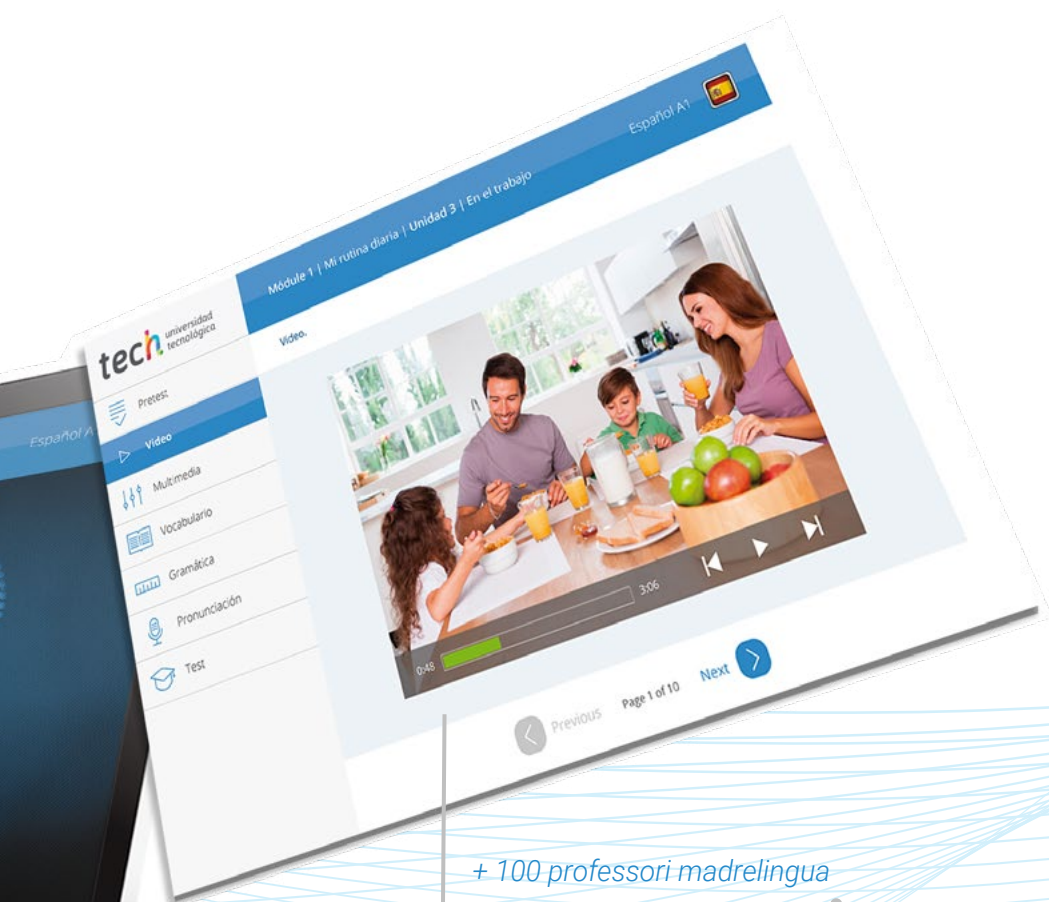 Español A1
Módule 1 | Mi rutina diaria | Unidad 3 | En el trabajo
tech universidad
tecnológica
Video.
Pretest
Video
Multimedia
Vocabulario
Gramática
Pronunciación
Test
0:48
3:06
Previous
Page 1 of 10
Next
Español A
+ 100 professori madrelingua